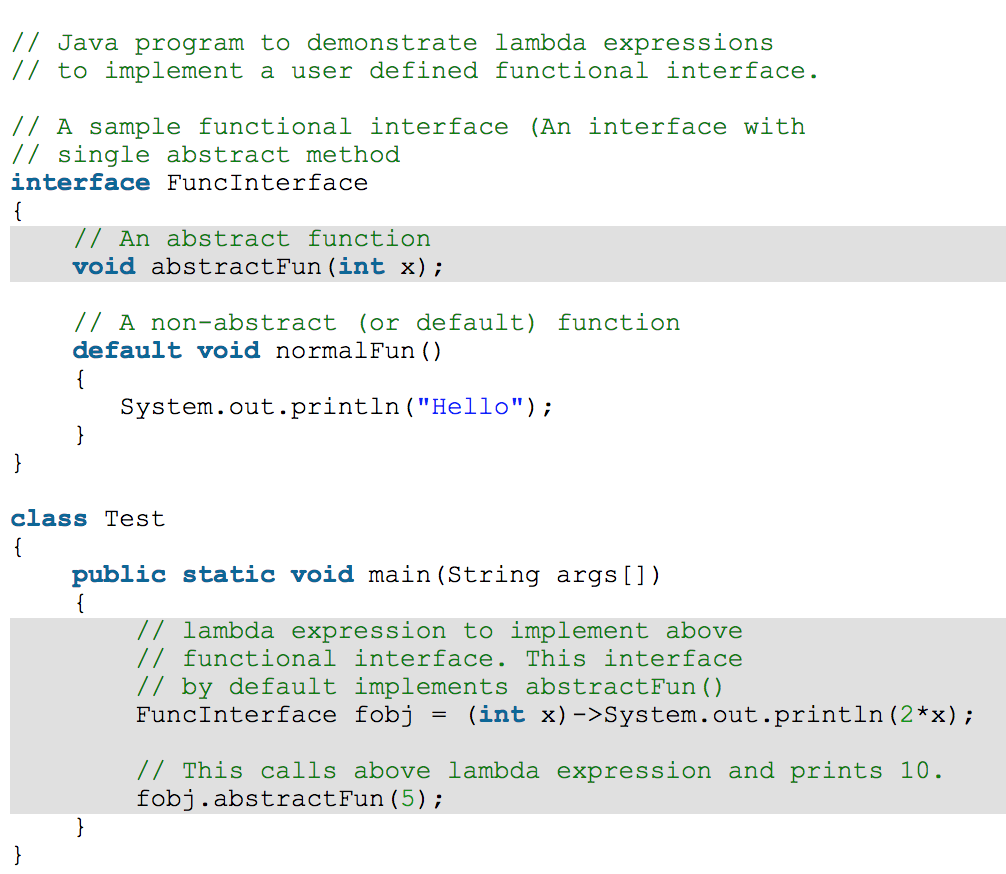 // Java program to demonstrate lambda expressions
// to implement a user defined functional interface.

// A sample functional interface (An interface with
// single abstract method
interface FuncInterface
{
    // An abstract function
    void abstractFun(int x);

    // A non-abstract (or default) function
    default void normalFun()
    {
       System.out.println("Hello");
    }
}

class Test
{
    public static void main(String args[])
    {
        // lambda expression to implement above
        // functional interface. This interface
        // by default implements abstractFun()
        FuncInterface fobj = (int x)->System.out.println(2*x);

        // This calls above lambda expression and prints 10.
        fobj.abstractFun(5);
    }
}